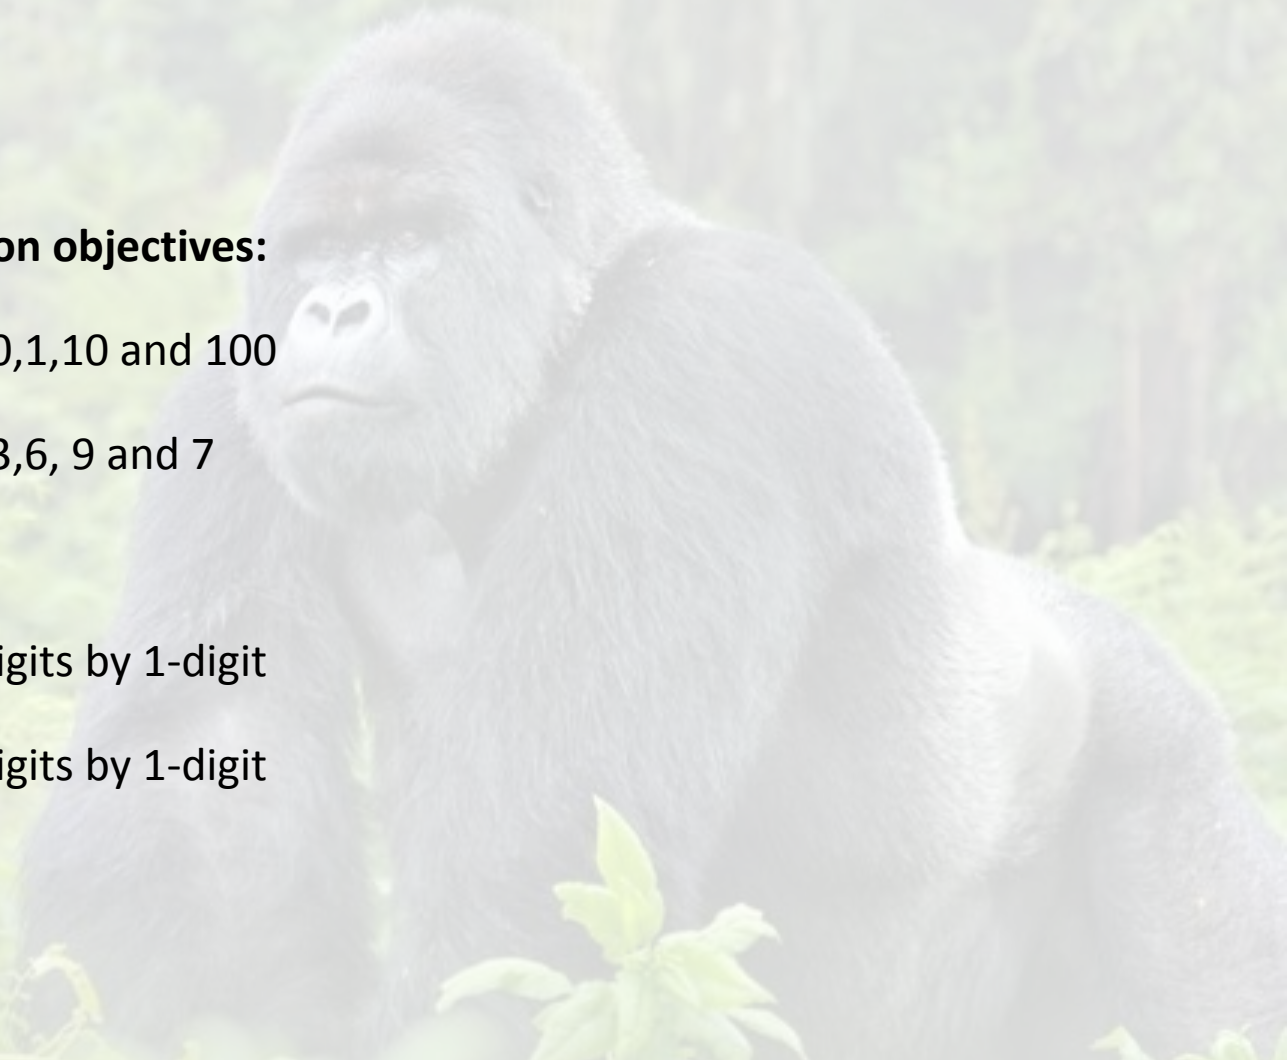 on objectives:
0,1,10 and 100
3,6, 9 and 7
igits by 1-digit
igits by 1-digit